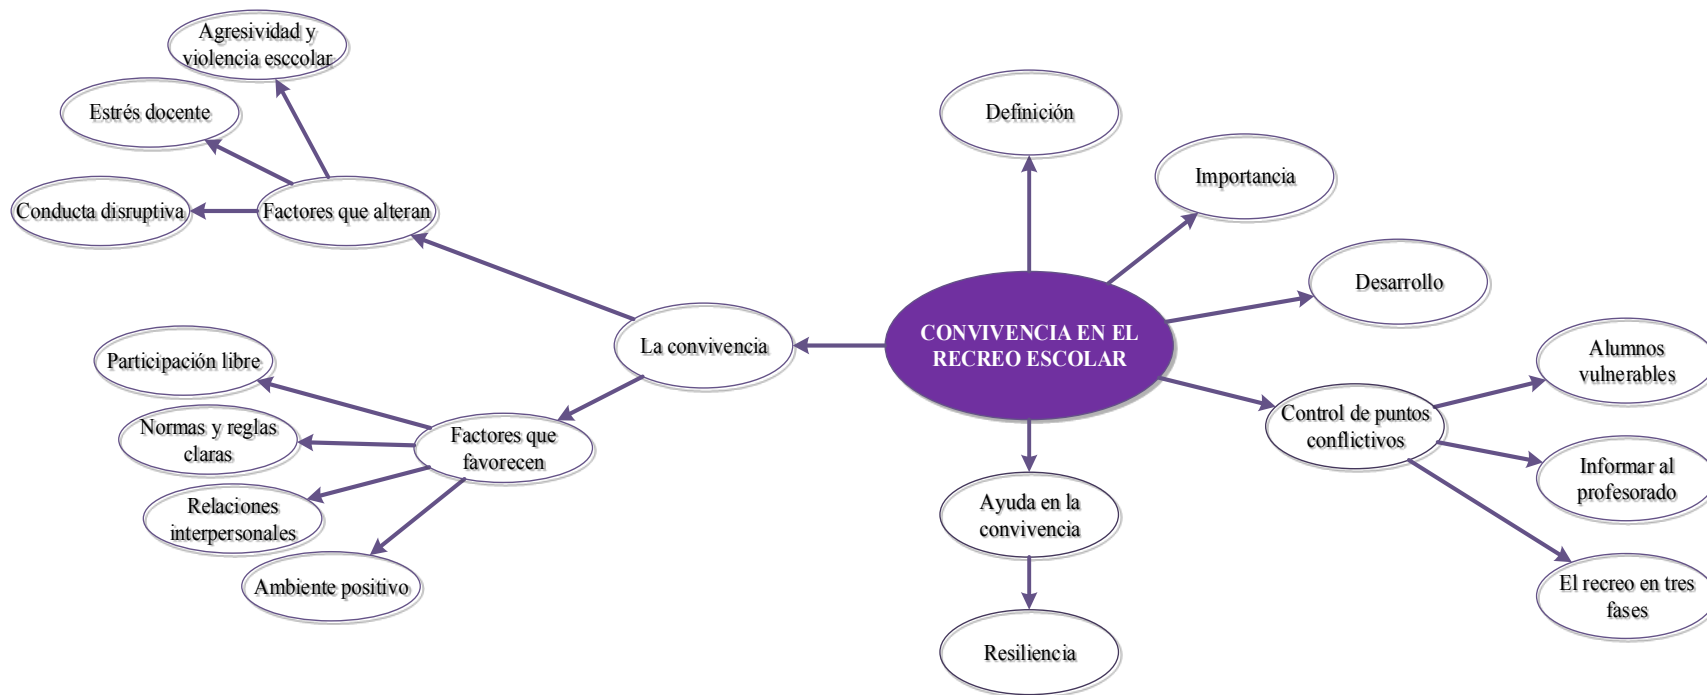 Agresividad y
violencia esccolar
Estrés docente
Conducta disruptiva
Factores que alteran
Definición
Importancia
Desarrollo
CONVIVENCIA EN EL
RECREO ESCOLAR
La convivencia
Participación libre
Normas y reglas
claras
Factores que
favorecen
Relaciones
interpersonales
Ambiente positivo
Ayuda en la
convivencia
Resiliencia
Control de puntos
conflictivos
Alumnos
vulnerables
Informar al
profesorado
El recreo en tres
fases